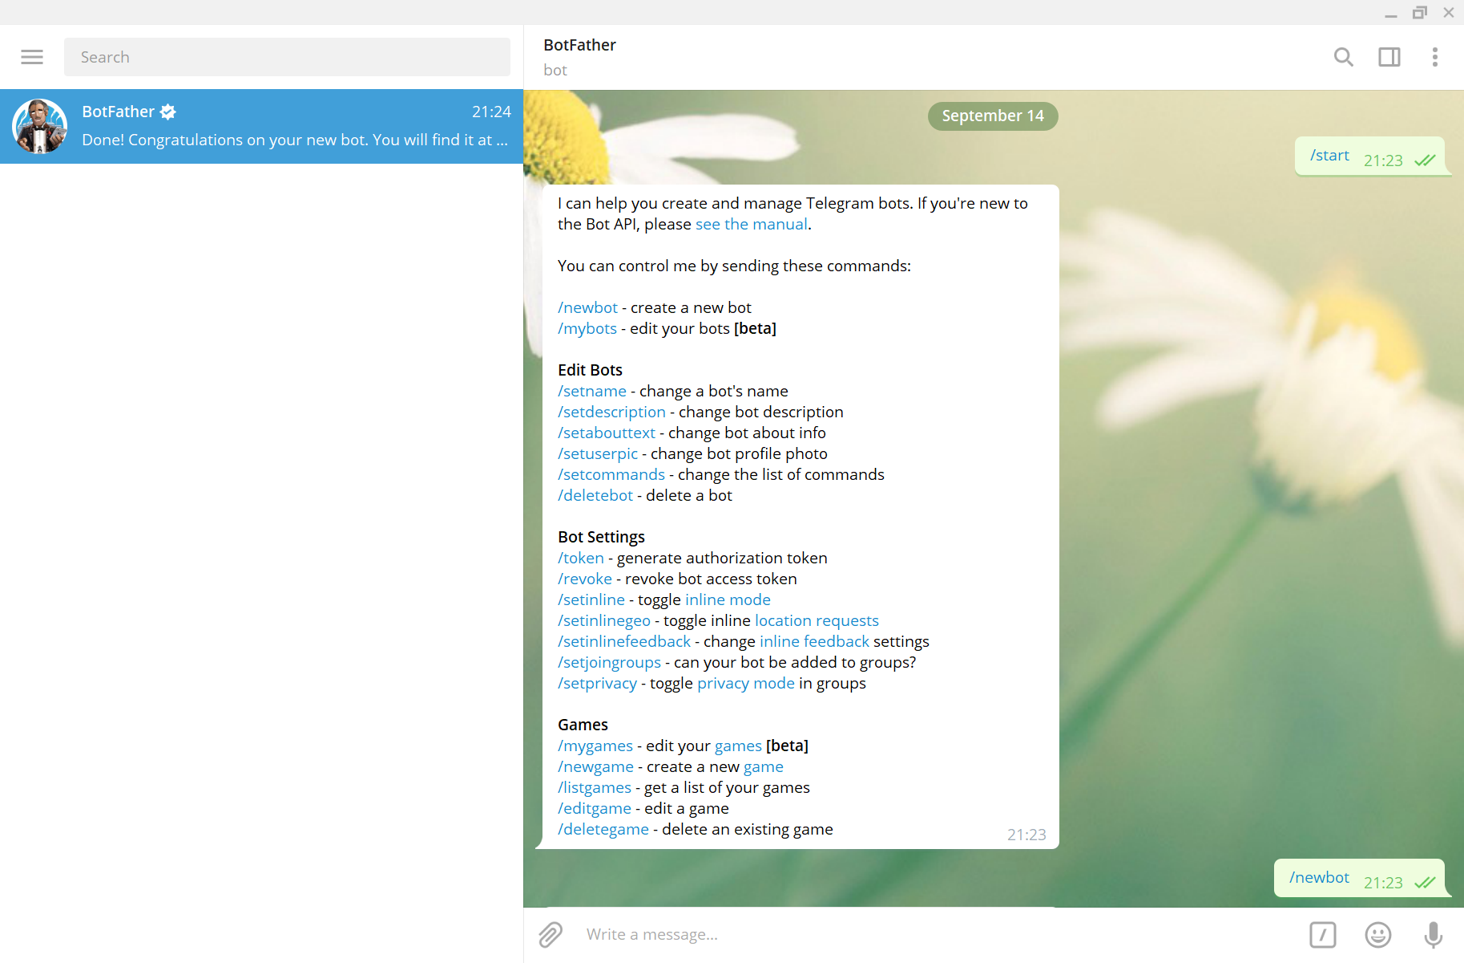 Search
BotFather
21:24
Done! Congratulations on your new bot. You will find it at ...
BotFather
bot
September 14
/start 21:23
I can help you create and manage Telegram bots. If you're new to
the Bot API, please see the manual.
You can control me by sending these commands:
/newbot - create a new bot
/mybots - edit your bots [beta]
Edit Bots
/setname - change a bot's name
/setdescription - change bot description
/setabouttext - change bot about info
/setuserpic - change bot profile photo
/setcommands - change the list of commands
/deletebot - delete a bot
Bot Settings
/token - generate authorization token
/revoke - revoke bot access token
/setinline - toggle inline mode
/setinlinegeo - toggle inline location requests
/setinlinefeedback - change inline feedback settings
/setjoingroups - can your bot be added to groups?
/setprivacy - toggle privacy mode in groups
Games
/mygames - edit your games [beta]
/newgame - create a new game
/listgames - get a list of your games
/editgame - edit a game
/deletegame - delete an existing game
21:23
/newbot 21:23
Write a message...